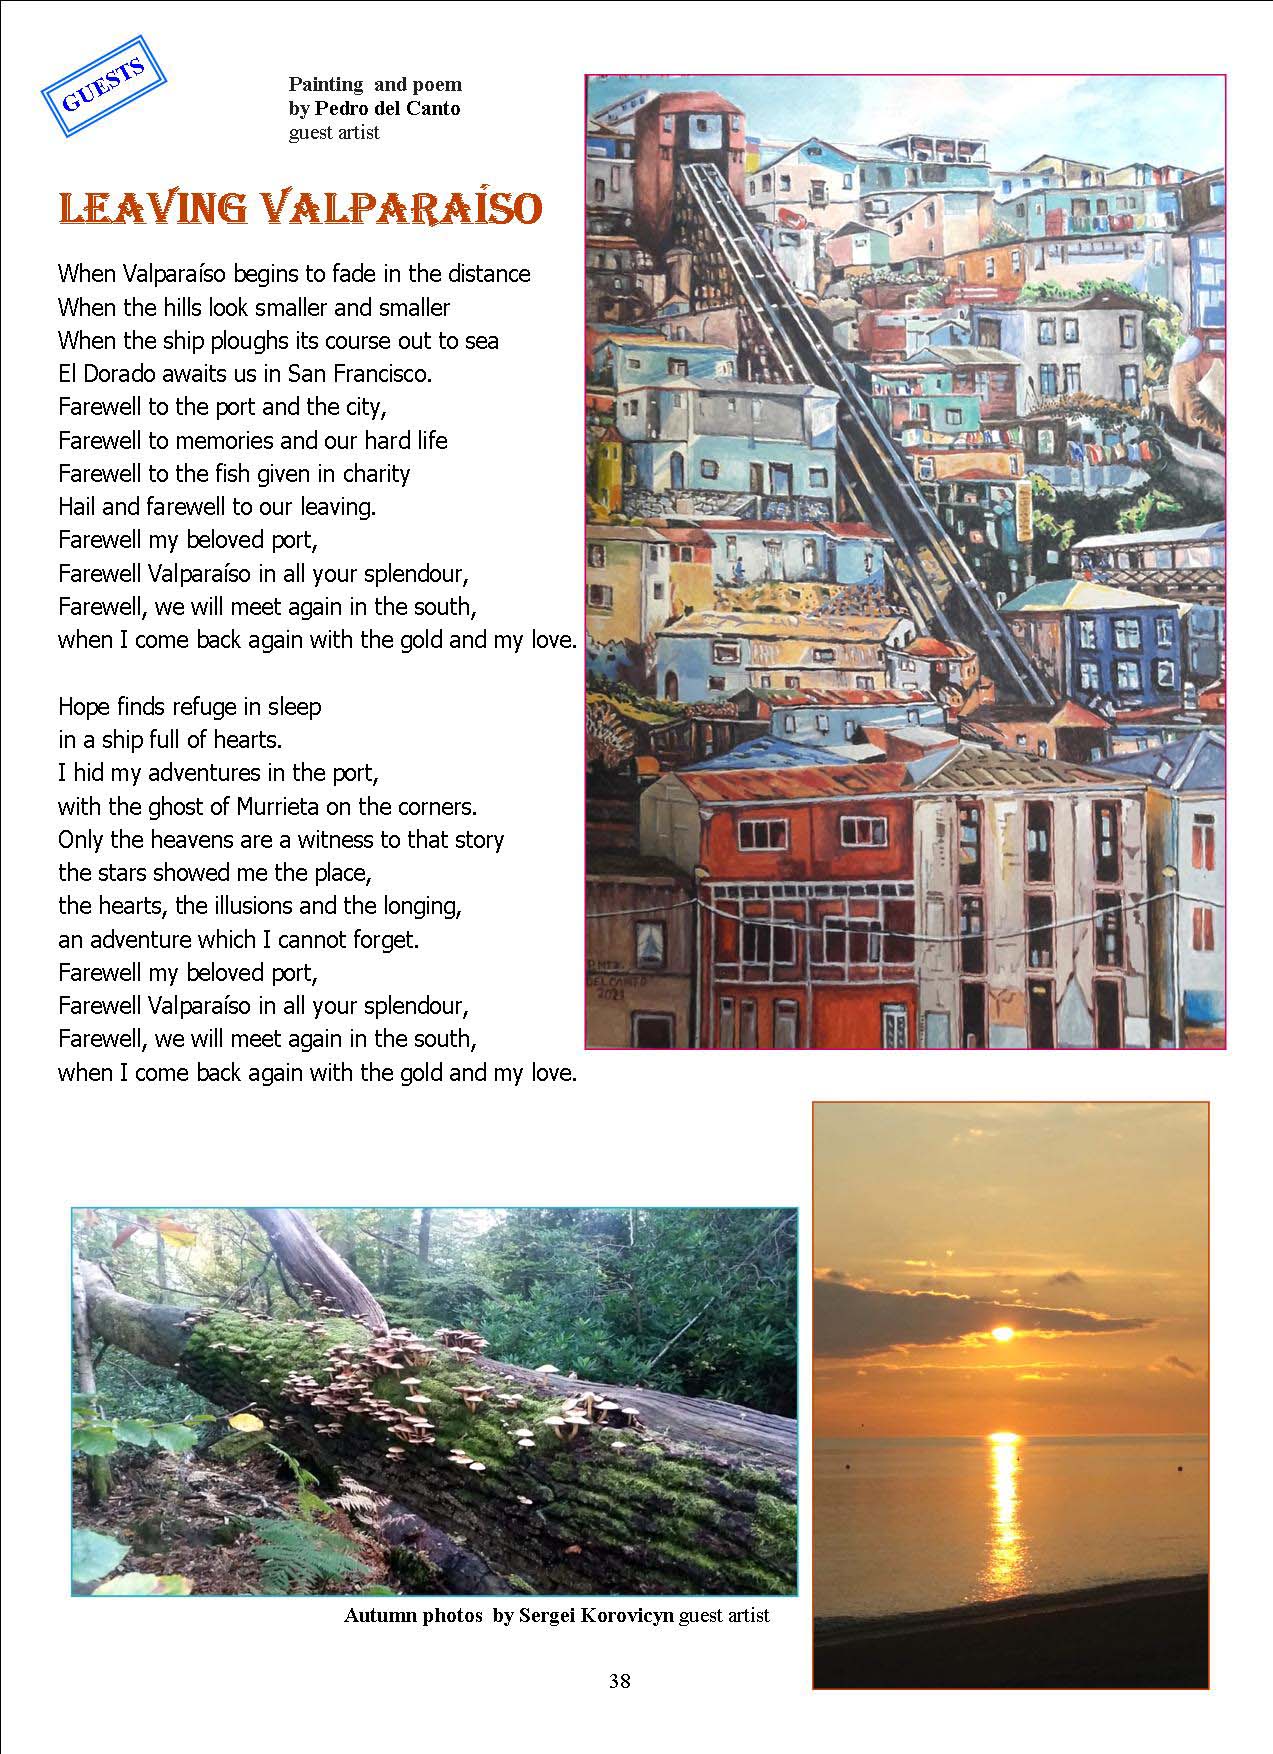 GUESTS
Painting and poem
by Pedro del Canto
guest artist
LEAVING VALPARAÍSO
When Valparaíso begins to fade in the distance
When the hills look smaller and smaller
When the ship ploughs its course out to sea
El Dorado awaits us in San Francisco.
Farewell to the port and the city,
Farewell to memories and our hard life
Farewell to the fish given in charity
Hail and farewell to our leaving.
Farewell my beloved port,
Farewell Valparaíso in all your splendour,
Farewell, we will meet again in the south,
when I come back again with the gold and my love.
Hope finds refuge in sleep
in a ship full of hearts.
I hid my adventures in the port,
with the ghost of Murrieta on the corners.
Only the heavens are a witness to that story
the stars showed me the place,
the hearts, the illusions and the longing,
an adventure which I cannot forget.
Farewell my beloved port,
Farewell Valparaíso in all your splendour,
Farewell, we will meet again in the south,
when I come back again with the gold and my love.
2021
Autumn photos by Sergei Korovicyn guest artist
38